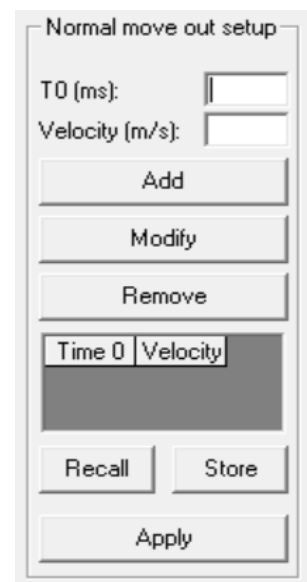 Normal move out setup
T0 (ms):
Velocity (m/s):
Add
Modify
Remove
Time 0 Velocity
Recall Store
Apply